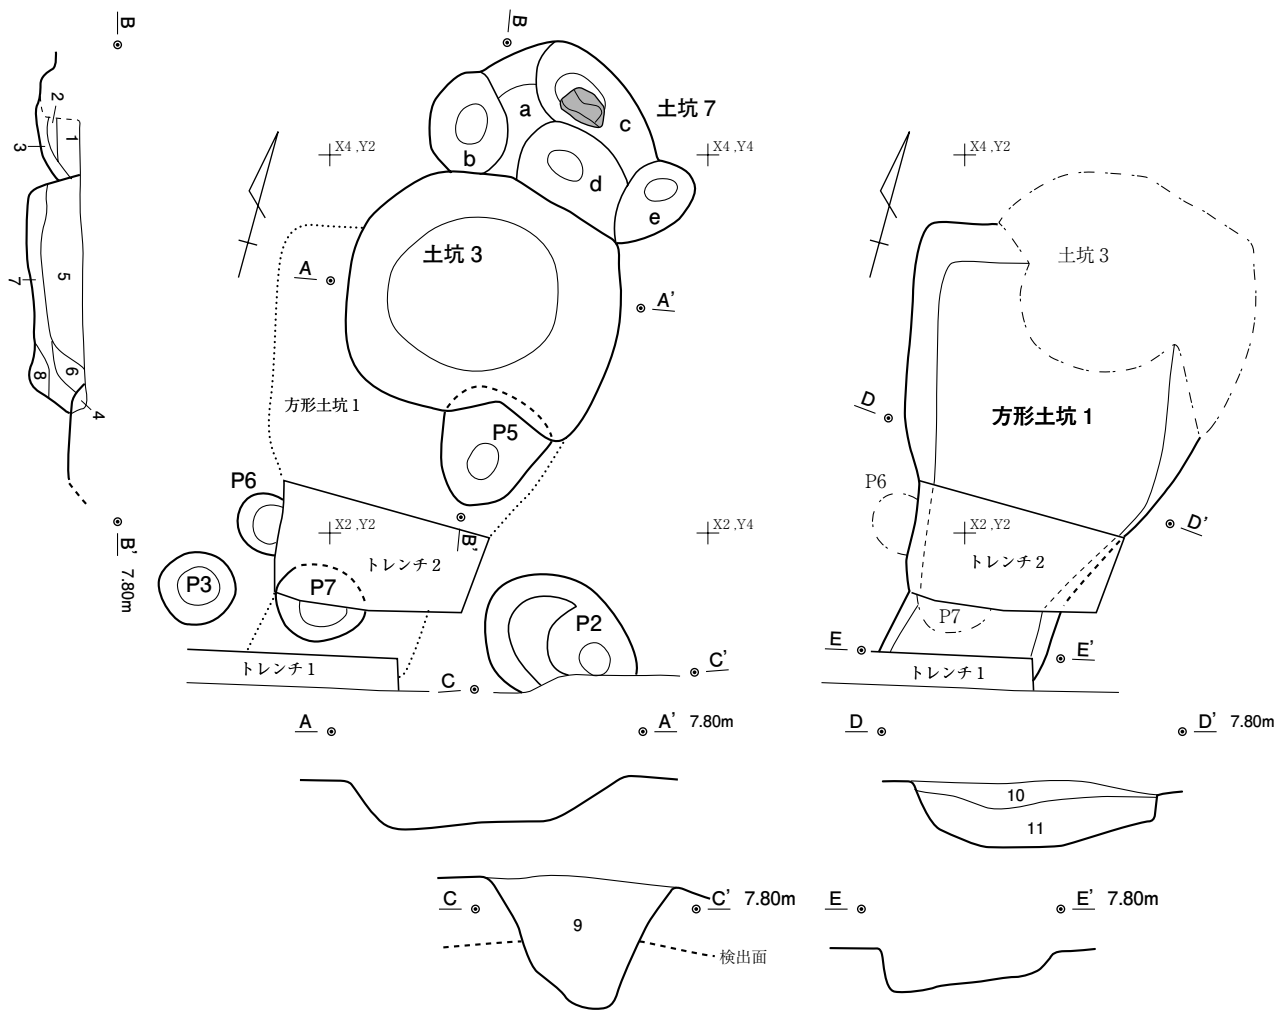 B
B
土坑 7
a
c
b
d
e
X4 ,Y2
X4 ,Y4
X4 ,Y2
2
1
3
土坑 3
土坑 3
A
A’
5
7
6
8
4
方形土坑 1
D
方形土坑 1
P5
P6
P6
B’
7.80m
B’
X2 ,Y2
X2 ,Y4
X2 ,Y2
D’
トレンチ 2
トレンチ 2
P3
P7
P2
P7
E
E’
トレンチ 1
C
C’
トレンチ 1
A
A’ 7.80m
D
D’ 7.80m
10
11
C
9
C’ 7.80m
E
E’ 7.80m
検出面